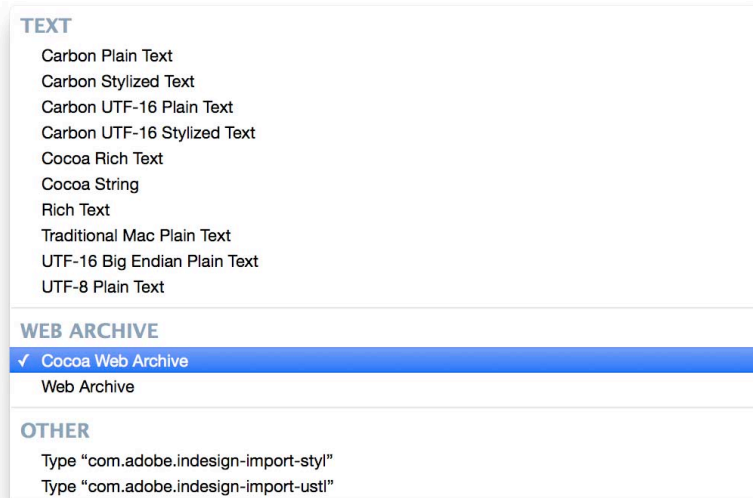 TEXT
Carbon Plain Text
Carbon Stylized Text
Carbon UTF-16 Plain Text
Carbon UTF-16 Stylized Text
Cocoa Rich Text
Cocoa String
Rich Text
Traditional Mac Plain Text
UTF-16 Big Endian Plain Text
UTF-8 Plain Text
WEB ARCHIVE
✓ Cocoa Web Archive
Web Archive
OTHER
Type “com.adobe.indesign-import-styl”
Type “com.adobe.indesign-import-ustl”